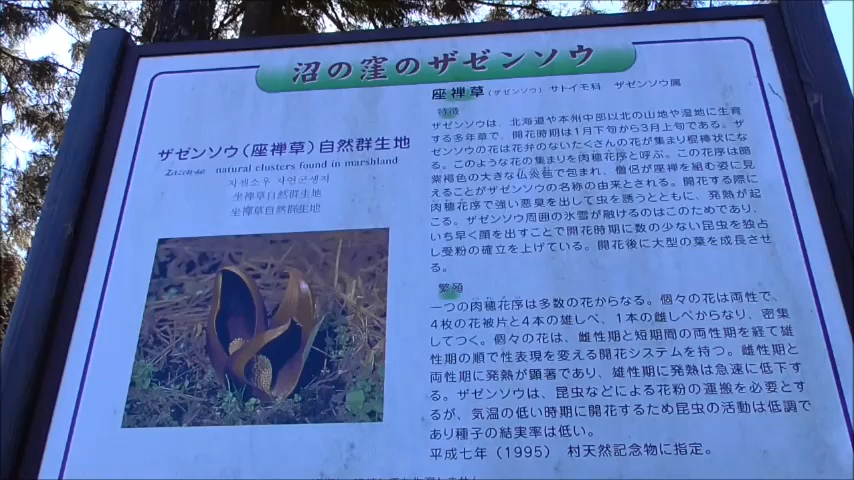 沼の窪のザゼンソウ
ザゼンソウ(座禅草)自然群生地
natural clusters found in marshland
자젠소우 자연군생지
坐禅草自然群生地
坐禪草自然群生地
座禅草(ザゼンソウ) サトイモ科 ザゼンソウ属
特徴
ザゼンソウは、北海道や本州中部以北の山地や湿地に生育
する多年草で、開花時期は1月下旬から3月上旬である。ザ
ゼンソウの花は花弁のないたくさんの花が集まり棍棒状にな
る。このような花の集まりを肉穂花序と呼ぶ。この花序は暗
紫褐色の大きな仏炎苞で包まれ、僧侶が座禅を組む姿に見
えることがザゼンソウの名称の由来とされる。開花する際に
肉穂花序で強い悪臭を出して虫を誘うとともに、発熱が起
こる。ザゼンソウ周囲の氷雪が融けるのはこのためであり、
いち早く顔を出すことで開花時期に数の少ない昆虫を独占
し受粉の確立を上げている。開花後に大型の葉を成長させ
る。
繁殖
一つの肉穂花序は多数の花からなる。個々の花は両性で、
4枚の花被片と4本の雄しべ、1本の雌しべからなり、密集
してつく。個々の花は、雌性期と短期間の両性期を経て雄
性期の順で性表現を変える開花システムを持つ。雌性期と
両性期に発熱が顕著であり、雄性期に発熱は急速に低下す
る。ザゼンソウは、昆虫などによる花粉の運搬を必要とす
るが、気温の低い時期に開花するため昆虫の活動は低調で
あり種子の結実率は低い。
平成七年(1995) 村天然記念物に指定。